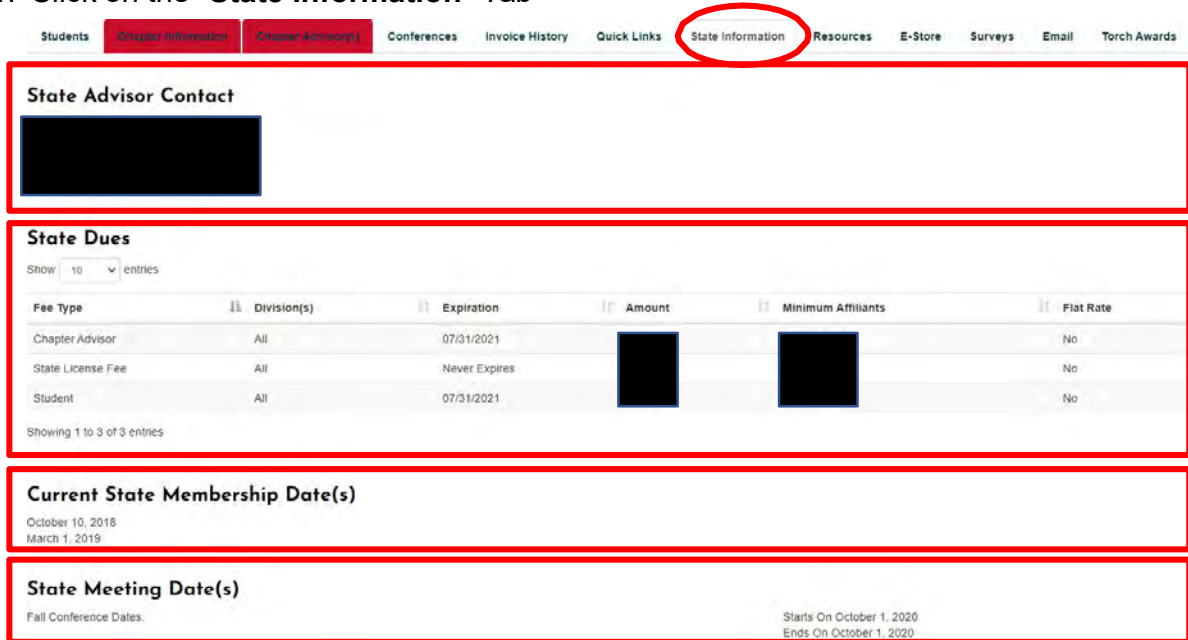 Click on the "State Information" Tab
Students Chapter Information Chapter Advisor(s) Conferences Invoice History Quick Links State Information Resources E-Store Surveys Email Torch Awards
State Advisor Contact
State Dues
Show 10 entries
Fee Type Division(s) Expiration Amount Minimum Affiliants Flat Rate
Chapter Advisor All 07/31/2021 No
State License Fee All Never Expires No
Student All 07/31/2021 No
Showing 1 to 3 of 3 entries
Current State Membership Date(s)
October 10, 2018
March 1, 2019
State Meeting Date(s)
Fall Conference Dates: Starts On October 1, 2020
Ends On October 1, 2020